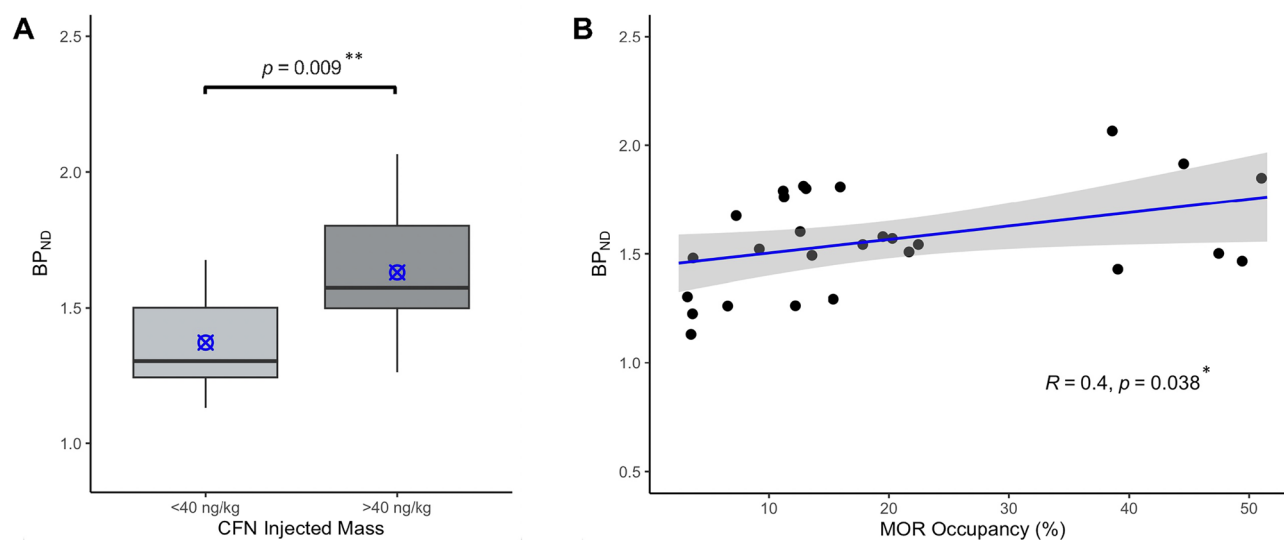 A
p = 0.009**
2.5
2.0
1.5
1.0
BPND
<40 ng/kg
>40 ng/kg
CFN Injected Mass
B
2.5
2.0
1.5
1.0
0.5
BPND
R = 0.4, p = 0.038*
10
20
30
40
50
MOR Occupancy (%)